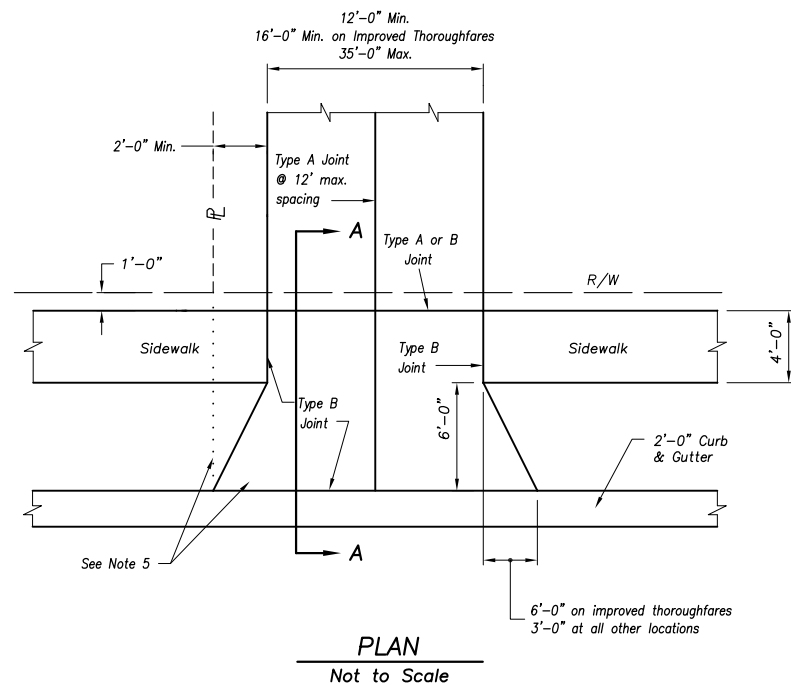 12'-0" Min.
16'-0" Min. on Improved Thoroughfares
35'-0" Max.
2'-0" Min.
Type A Joint
@ 12' max.
spacing
PL
A
Type A or B
Joint
1'-0"
R/W
Sidewalk
Type B
Joint
Sidewalk
4'-0"
Type B
Joint
6'-0"
2'-0" Curb
& Gutter
A
See Note 5
6'-0" on improved thoroughfares
3'-0" at all other locations
PLAN
Not to Scale